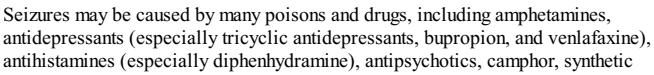 Seizures may be caused by many poisons and drugs, including amphetamines,
antidepressants (especially tricyclic antidepressants, bupropion, and venlafaxine),
antihistamines (especially diphenhydramine), antipsychotics, camphor, synthetic